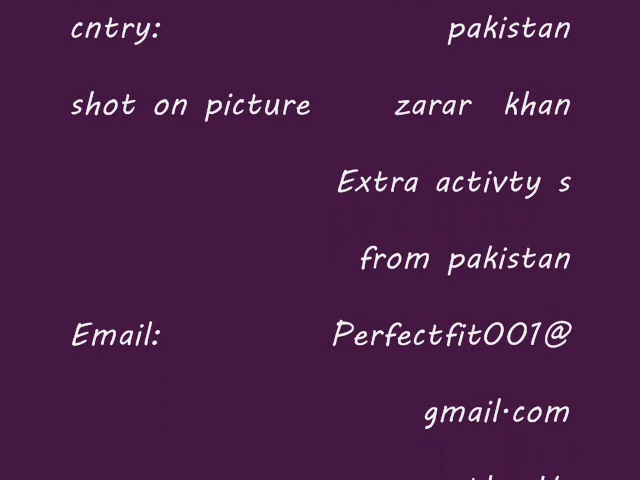 cntry: pakistan
shot on picture zarar khan
Extra activty s
from pakistan
Email: Perfectfit001@
gmail.com